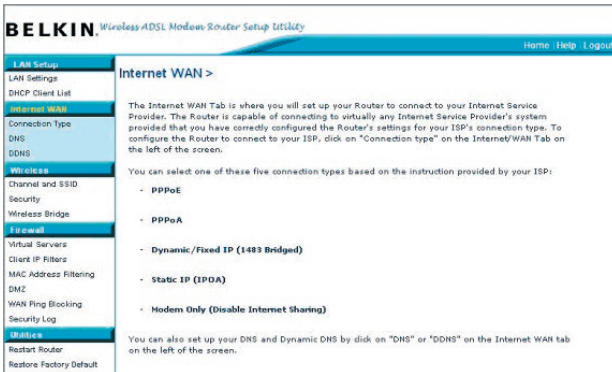 BELKIN. Wireless ADSL Modem Router Setup Utility
Home | Help | Logout
LAN Setup
LAN Settings
DHCP Client List
Internet WAN
Connection Type
DNS
DDNS
Wireless
Channel and SSID
Security
Wireless Bridge
Firewall
Virtual Servers
Client IP Filters
MAC Address Filtering
DMZ
WAN Ping Blocking
Security Log
Utilities
Restart Router
Restore Factory Default
Internet WAN >
The Internet WAN Tab is where you will set up your Router to connect to your Internet Service
Provider. The Router is capable of connecting to virtually any Internet Service Provider's system
provided that you have correctly configured the Router's settings for your ISP's connection type. To
configure the Router to connect to your ISP, click on "Connection type" on the Internet/WAN Tab on
the left of the screen.
You can select one of these five connection types based on the instruction provided by your ISP:
- PPPoE
- PPPoA
- Dynamic/Fixed IP (1483 Bridged)
- Static IP (IPOA)
- Modem Only (Disable Internet Sharing)
You can also set up your DNS and Dynamic DNS by click on "DNS" or "DDNS" on the Internet WAN tab
on the left of the screen.